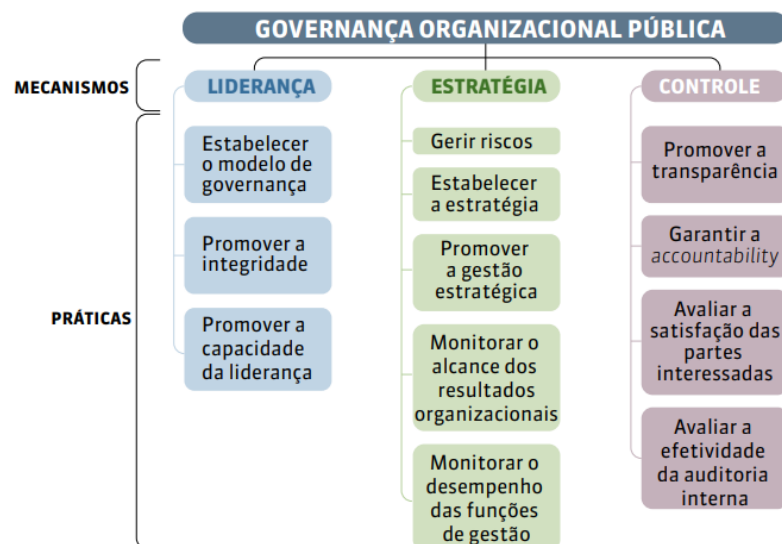 GOVERNANÇA ORGANIZACIONAL PÚBLICA
MECANISMOS
LIDERANÇA
ESTRATÉGIA
CONTROLE
PRÁTICAS
Estabelecer
o modelo de
governança
Promover a
integridade
Promover a
capacidade
da liderança
Gerir riscos
Estabelecer
a estratégia
Promover
a gestão
estratégica
Monitorar o
alcance dos
resultados
organizacionais
Monitorar o
desempenho
das funções
de gestão
Promover a
transparência
Garantir a
accountability
Avaliar a
satisfação das
partes
interessadas
Avaliar a
efetividade
da auditoria
interna